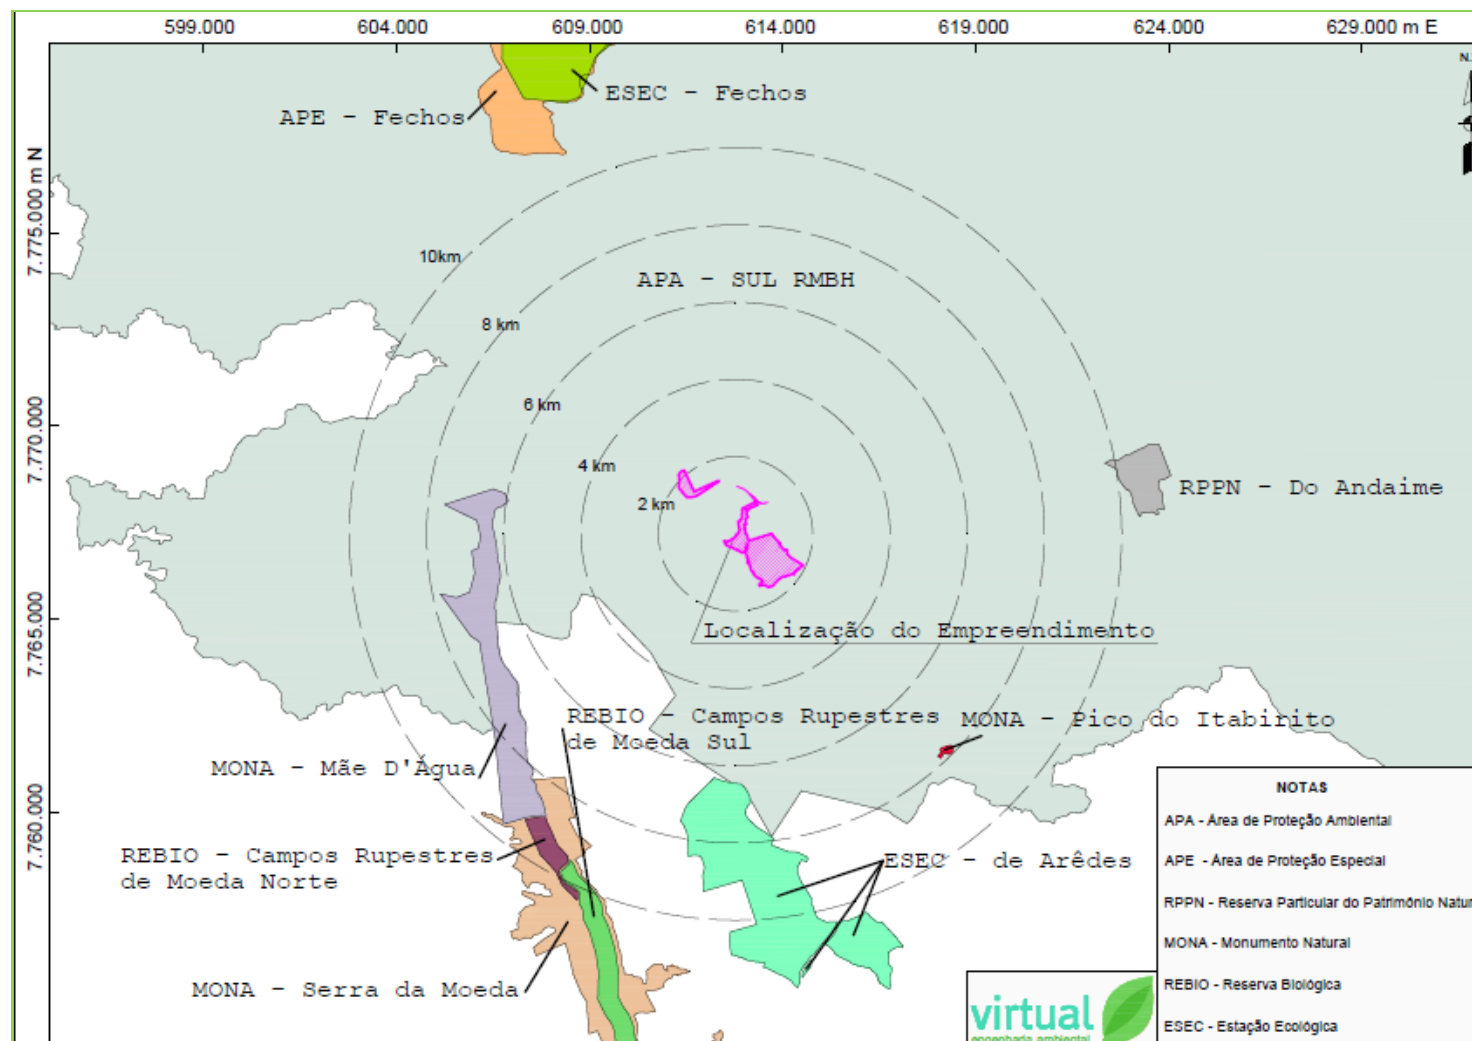 599.000 604.000 609.000 614.000 619.000 624.000 629.000 m E
N.
ESEC - Fechos
APE - Fechos
7.775.000 m N
10km
APA - SUL RMBH
8 km
6 km
7.770.000
4 km
2 km
RPPN - Do Andaime
7.765.000
Localização do Empreendimento
REBIO - Campos Rupestres
de Moeda Sul
MONA - Pico do Itabirito
MONA - Mãe D'Água
7.760.000
REBIO - Campos Rupestres
de Moeda Norte
ESEC - de Arêdes
MONA - Serra da Moeda
NOTAS
APA - Área de Proteção Ambiental
APE - Área de Proteção Especial
RPPN - Reserva Particular do Patrimônio Natur
MONA - Monumento Natural
REBIO - Reserva Biológica
ESEC - Estação Ecológica
virtual
engenharia ambiental